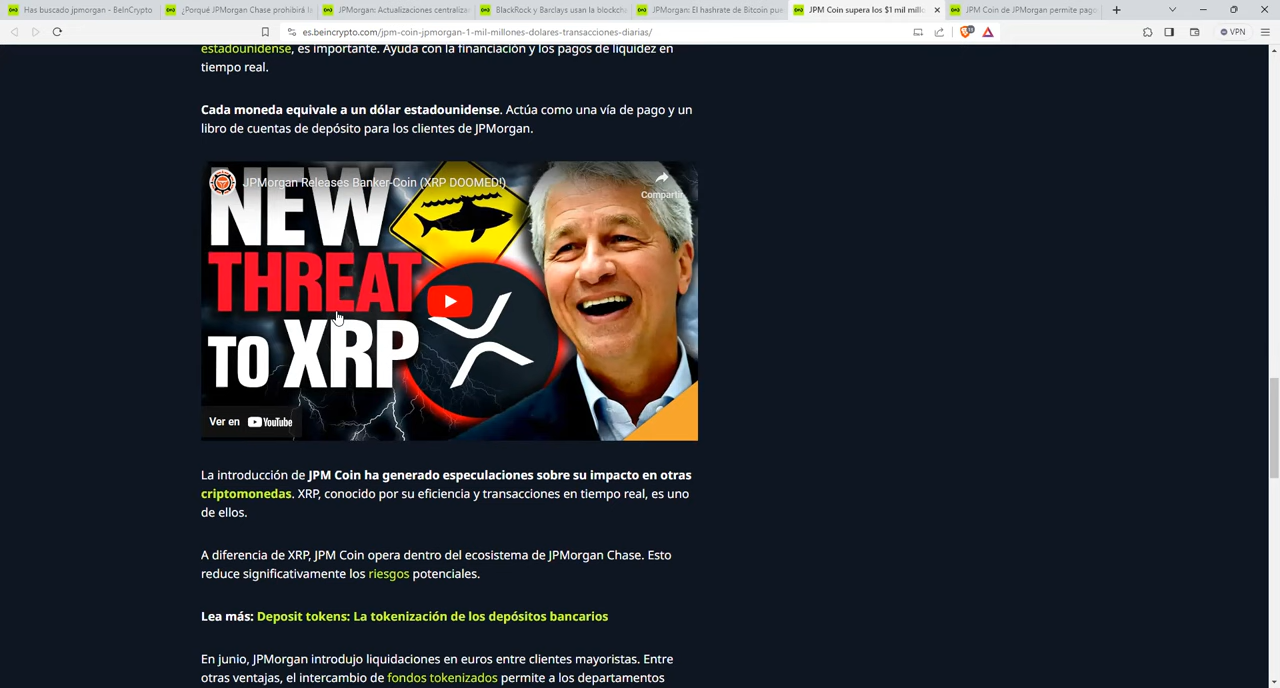 Has buscado jpmorgan - BeInCrypto
¿Porqué JPMorgan Chase prohibirá l
JPMorgan: Actualizaciones centraliza
BlackRock y Barclays usan la blockch
JPMorgan: El hashrate de Bitcoin pue
JPM Coin supera los $1 mil mill
JPM Coin de JPMorgan permite pago
es.beincrypto.com/jpm-coin-jpmorgan-1-mil-millones-dolares-transacciones-diarias/
VPN
estadounidense, es importante. Ayuda con la financiación y los pagos de liquidez en
tiempo real.
Cada moneda equivale a un dólar estadounidense. Actúa como una vía de pago y un
libro de cuentas de depósito para los clientes de JPMorgan.
JPMorgan Releases Banker-Coin (XRP DOOMED!)
Compartir
NEW
THREAT
TO XRP
Ver en YouTube
La introducción de JPM Coin ha generado especulaciones sobre su impacto en otras
criptomonedas. XRP, conocido por su eficiencia y transacciones en tiempo real, es uno
de ellos.
A diferencia de XRP, JPM Coin opera dentro del ecosistema de JPMorgan Chase. Esto
reduce significativamente los riesgos potenciales.
Lea más: Deposit tokens: La tokenización de los depósitos bancarios
En junio, JPMorgan introdujo liquidaciones en euros entre clientes mayoristas. Entre
otras ventajas, el intercambio de fondos tokenizados permite a los departamentos